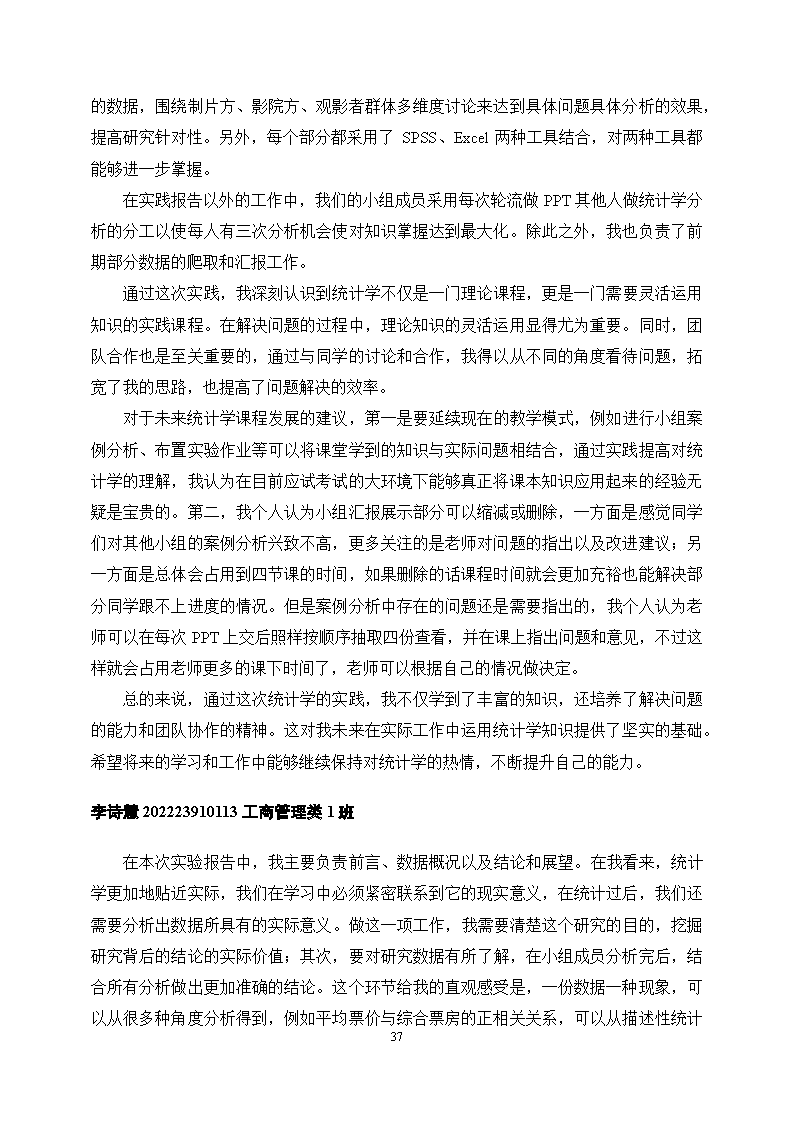 的数据，围绕制片方、影院方、观影者群体多维度讨论来达到具体问题具体分析的效果，
提高研究针对性。另外，每个部分都采用了 SPSS、Excel 两种工具结合，对两种工具都
能够进一步掌握。
在实践报告以外的工作中，我们的小组成员采用每次轮流做 PPT 其他人做统计学分
析的分工以使每人有三次分析机会使对知识掌握达到最大化。除此之外，我也负责了前
期部分数据的爬取和汇报工作。
通过这次实践，我深刻认识到统计学不仅是一门理论课程，更是一门需要灵活运用
知识的实践课程。在解决问题的过程中，理论知识的灵活运用显得尤为重要。同时，团
队合作也是至关重要的，通过与同学的讨论和合作，我得以从不同的角度看待问题，拓
宽了我的思路，也提高了问题解决的效率。
对于未来统计学课程发展的建议，第一是要延续现在的教学模式，例如进行小组案
例分析、布置实验作业等可以将课堂学到的知识与实际问题相结合，通过实践提高对统
计学的理解，我认为在目前应试考试的大环境下能够真正将课本知识应用起来的经验无
疑是宝贵的。第二，我个人认为小组汇报展示部分可以缩减或删除，一方面是感觉同学
们对其他小组的案例分析兴致不高，更多关注的是老师对问题的指出以及改进建议；另
一方面是总体会占用到四节课的时间，如果删除的话课程时间就会更加充裕也能解决部
分同学跟不上进度的情况。但是案例分析中存在的问题还是需要指出的，我个人认为老
师可以在每次 PPT 上交后照样按顺序抽取四份查看，并在课上指出问题和意见，不过这
样就会占用老师更多的课下时间了，老师可以根据自己的情况做决定。
总的来说，通过这次统计学的实践，我不仅学到了丰富的知识，还培养了解决问题
的能力和团队协作的精神。这对我未来在实际工作中运用统计学知识提供了坚实的基础。
希望将来的学习和工作中能够继续保持对统计学的热情，不断提升自己的能力。
李诗慧 202223910113 工商管理类 1 班
在本次实验报告中，我主要负责前言、数据概况以及结论和展望。在我看来，统计
学更加地贴近实际，我们在学习中必须紧密联系到它的现实意义，在统计过后，我们还
需要分析出数据所具有的实际意义。做这一项工作，我需要清楚这个研究的目的，挖掘
研究背后的结论的实际价值；其次，要对研究数据有所了解，在小组成员分析完后，结
合所有分析做出更加准确的结论。这个环节给我的直观感受是，一份数据一种现象，可
以从很多种角度分析得到，例如平均票价与综合票房的正相关关系，可以从描述性统计
37